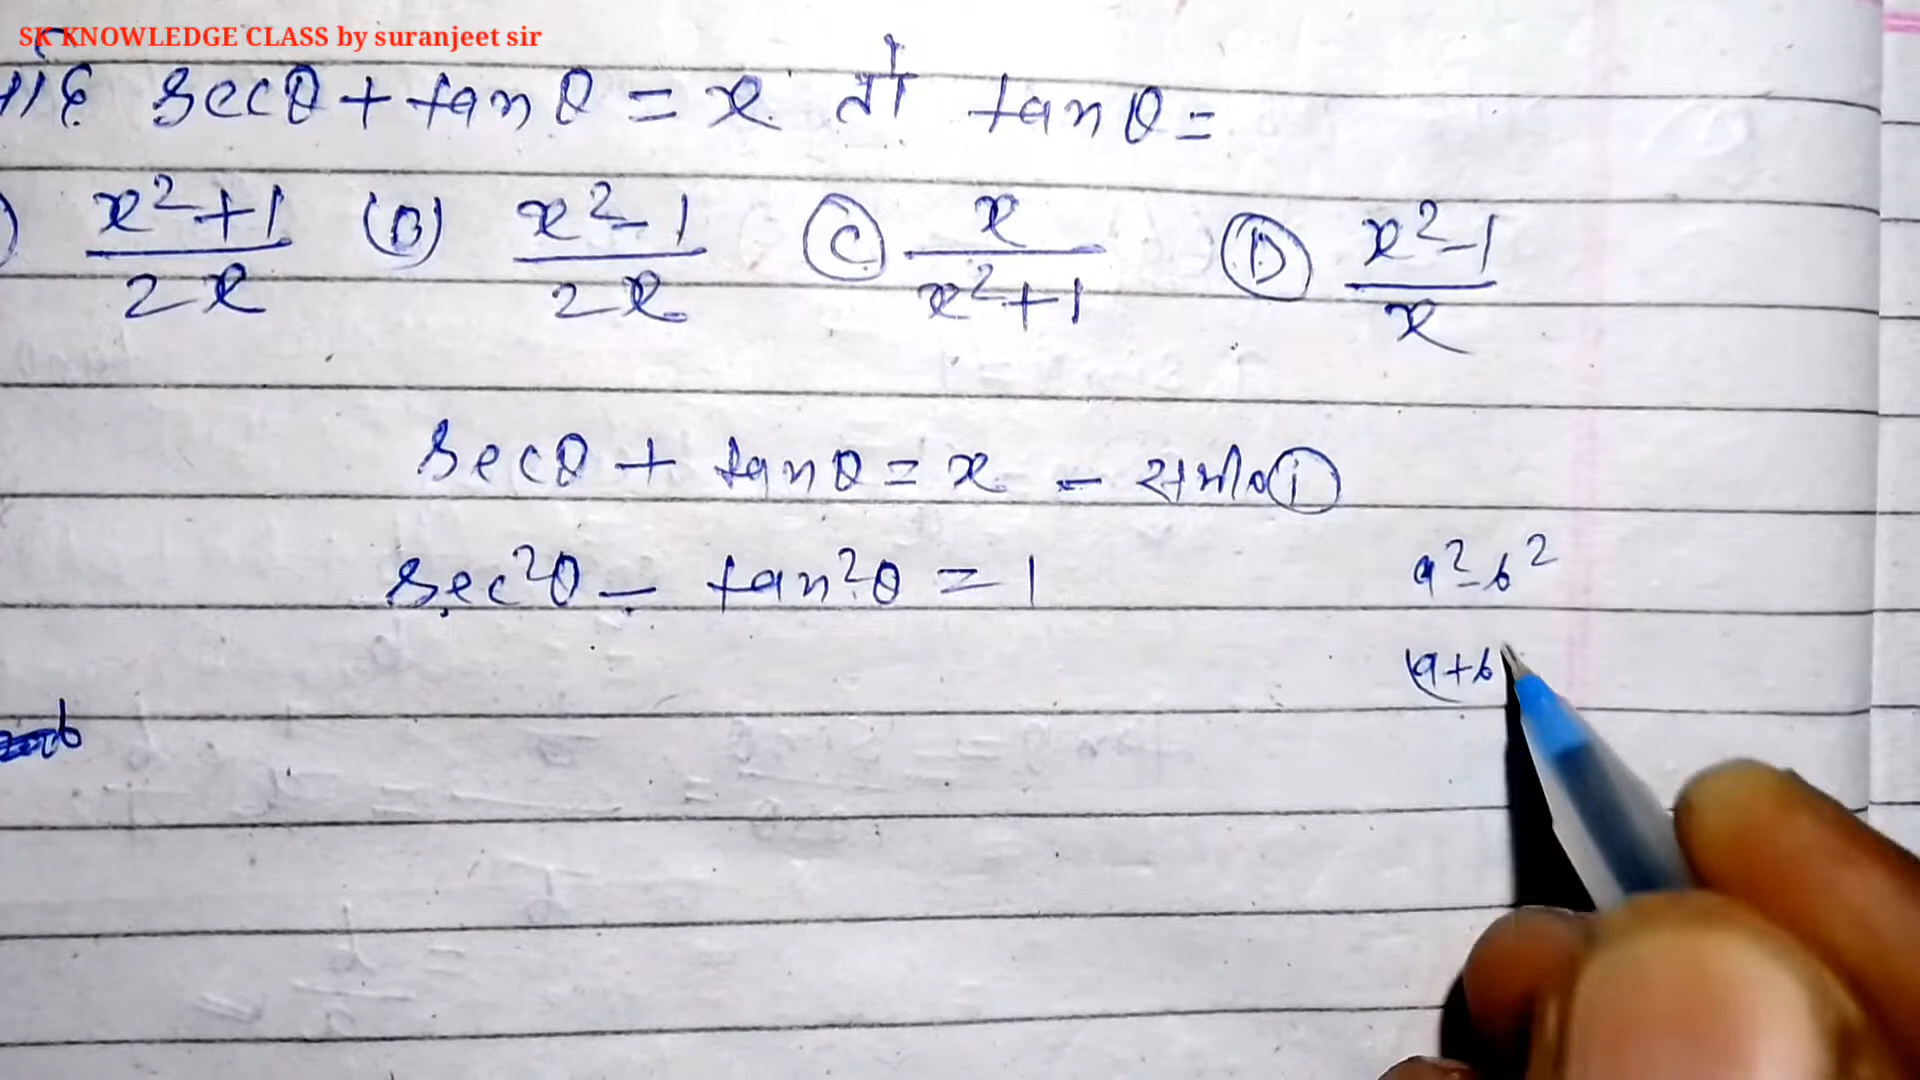 SK KNOWLEDGE CLASS by suranjeet sir
secθ + tanθ = x तो tanθ =
x²+1/2x (B) x²-1/2x (C) x/x²+1 (D) x²-1/x
secθ + tanθ = x - समी० (i)
sec²θ - tan²θ = 1
a²-b²
(a+b
b